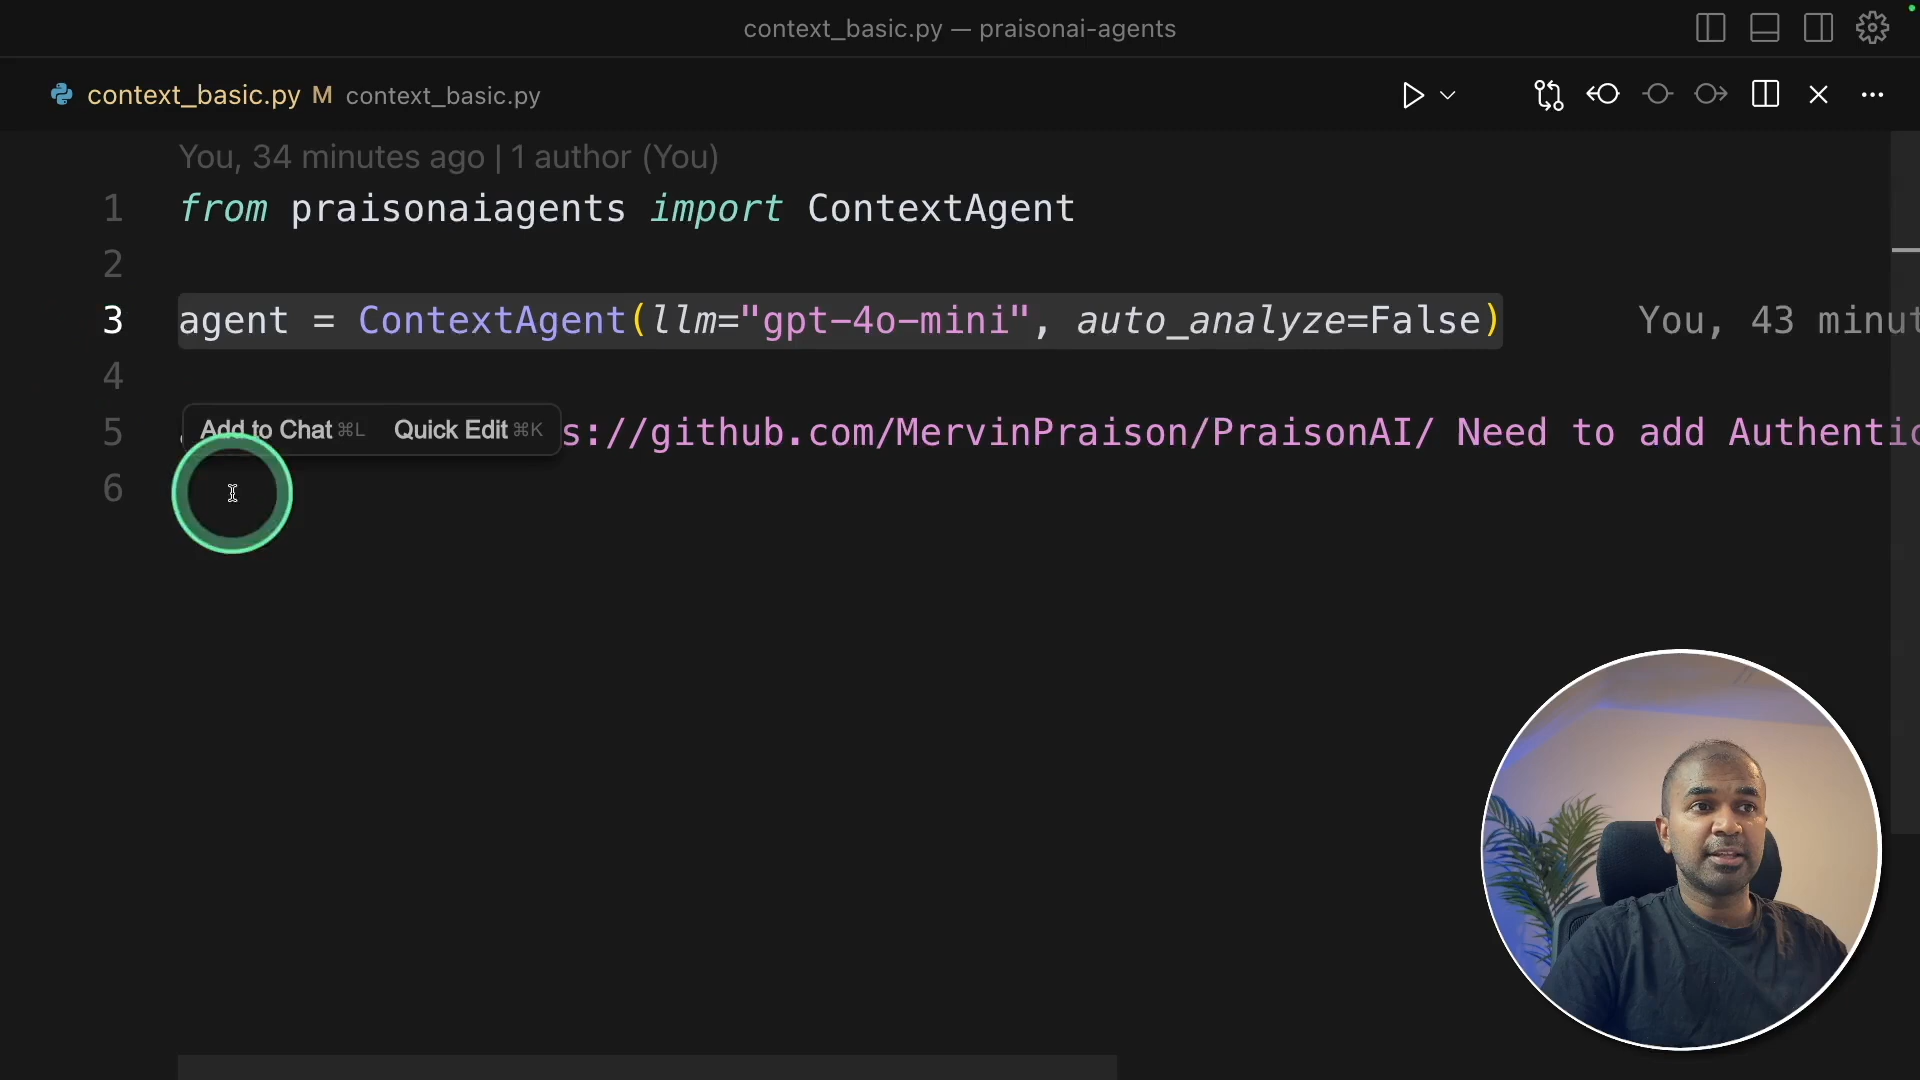 context_basic.py — praisonai-agents
context_basic.py M context_basic.py
You, 34 minutes ago | 1 author (You)
1 from praisonaiagents import ContextAgent
2
3 agent = ContextAgent(llm="gpt-4o-mini", auto_analyze=False) You, 43 minut
4
Add to Chat ⌘L Quick Edit ⌘K
5 s://github.com/MervinPraison/PraisonAI/ Need to add Authentic
6